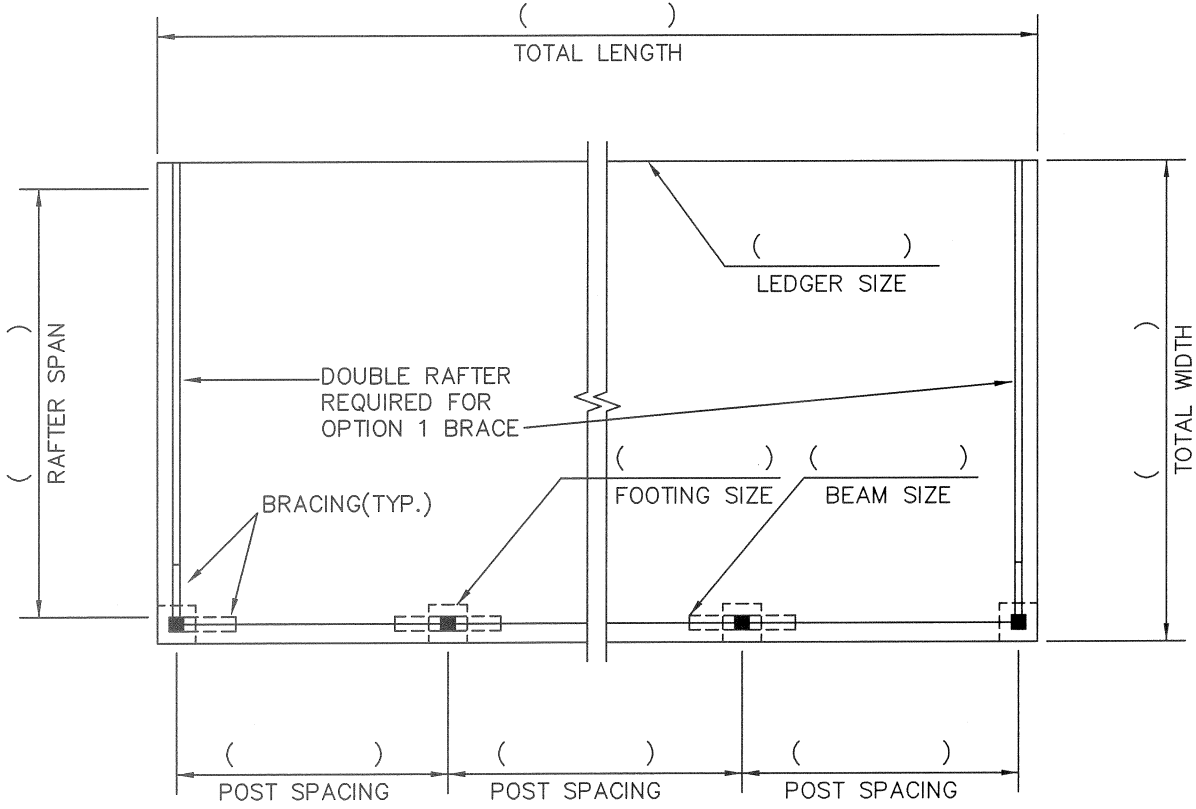 (          )
TOTAL LENGTH
(          )
LEDGER SIZE
(          )
RAFTER SPAN
(          )
TOTAL WIDTH
DOUBLE RAFTER
REQUIRED FOR
OPTION 1 BRACE
(          )
FOOTING SIZE
(          )
BEAM SIZE
BRACING(TYP.)
(          )
POST SPACING
(          )
POST SPACING
(          )
POST SPACING